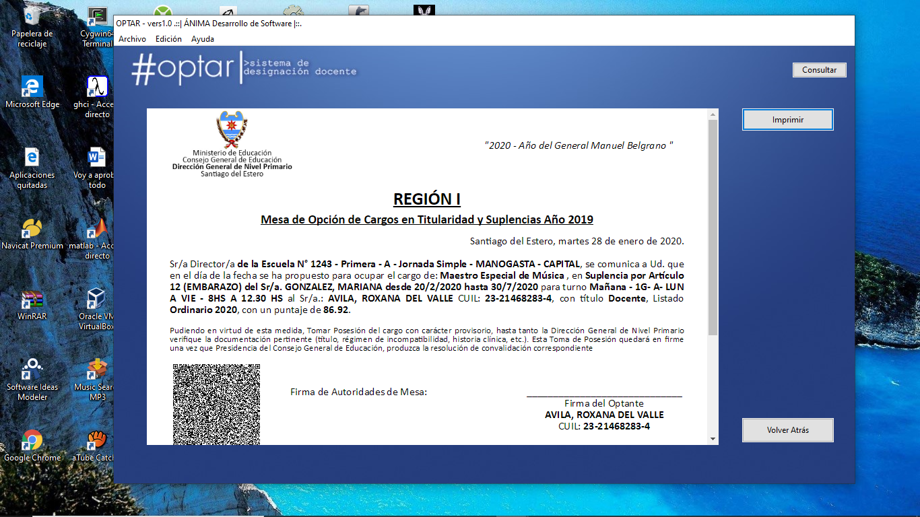 OPTAR - vers1.0 .::| ÁNIMA Desarrollo de Software |::.
Archivo Edición Ayuda
#optar
>sistema de
designación docente
Consultar
Imprimir
Volver Atrás
Ministerio de Educación
Consejo General de Educación
Dirección General de Nivel Primario
Santiago del Estero
"2020 - Año del General Manuel Belgrano "
REGIÓN I
Mesa de Opción de Cargos en Titularidad y Suplencias Año 2019
Santiago del Estero, martes 28 de enero de 2020.
Sr/a Director/a de la Escuela N° 1243 - Primera - A - Jornada Simple - MANOGASTA - CAPITAL, se comunica a Ud. que
en el día de la fecha se ha propuesto para ocupar el cargo de: Maestro Especial de Música , en Suplencia por Artículo
12 (EMBARAZO) del Sr/a. GONZALEZ, MARIANA desde 20/2/2020 hasta 30/7/2020 para turno Mañana - 1G- A- LUN
A VIE - 8HS A 12.30 HS al Sr/a.: AVILA, ROXANA DEL VALLE CUIL: 23-21468283-4, con título Docente, Listado
Ordinario 2020, con un puntaje de 86.92.
Pudiendo en virtud de esta medida, Tomar Posesión del cargo con carácter provisorio, hasta tanto la Dirección General de Nivel Primario
verifique la documentación pertinente (título, régimen de incompatibilidad, historia clínica, etc.). Esta Toma de Posesión quedará en firme
una vez que Presidencia del Consejo General de Educación, produzca la resolución de convalidación correspondiente
Firma de Autoridades de Mesa:
Firma del Optante
AVILA, ROXANA DEL VALLE
CUIL: 23-21468283-4
Papelera de
reciclaje
Cygwin64
Terminal
Microsoft Edge
ghci - Acce
directo
Aplicaciones
quitadas
Voy a aprob
todo
Navicat Premium
matlab - Acc
directo
WinRAR
Oracle VM
VirtualBox
Software Ideas
Modeler
Music Sear
MP3
Google Chrome
aTube Catc